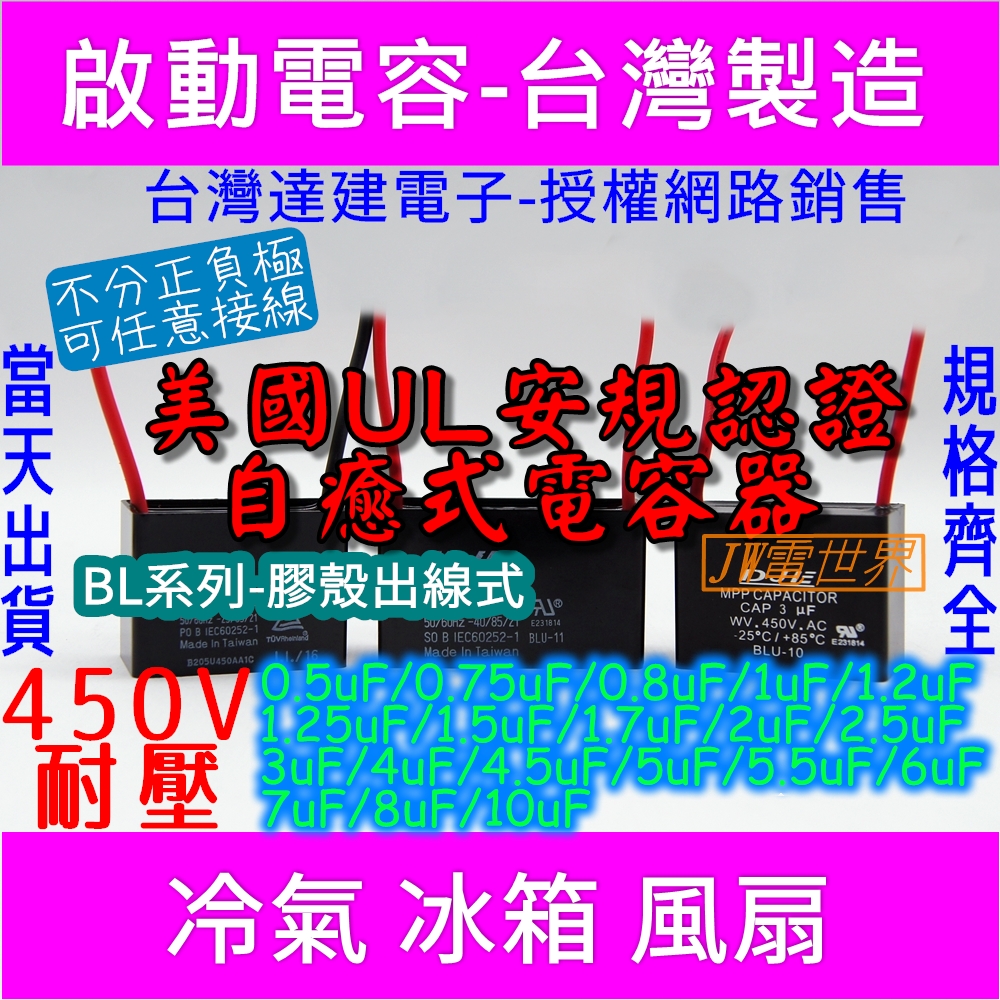 啟動電容-台灣製造
台灣達建電子-授權網路銷售
不分正負極
可任意接線
當天出貨
規格齊全
美國UL安規認證
自癒式電容器
JW雷世界
BL系列-膠殼出線式
50/60Hz -25/85/21
PO B IEC60252-1
Made in Taiwan
B205U450AA1C
TÜVRheinland
50/60Hz -40/85/21
SO B IEC60252-1
Made in Taiwan
BLU-11
E231814
MPP CAPACITOR
CAP 3 µF
WV.450V.AC
-25°C/+85°C
BLU-10
E231814
450V
耐壓
0.5uF/0.75uF/0.8uF/1uF/1.2uF
1.25uF/1.5uF/1.7uF/2uF/2.5uF
3uF/4uF/4.5uF/5uF/5.5uF/6uF
7uF/8uF/10uF
冷氣 冰箱 風扇